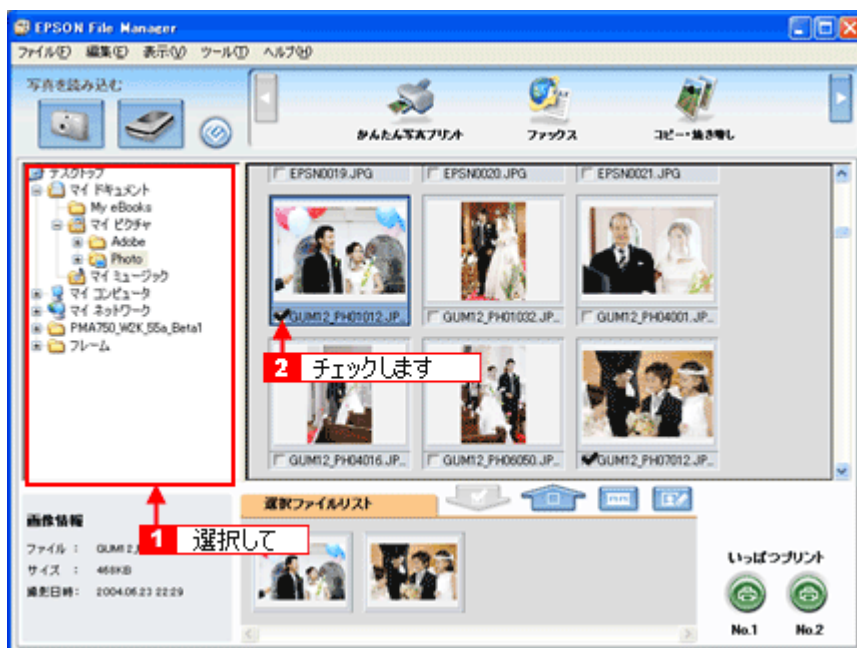 EPSON File Manager
ファイル(F) 編集(E) 表示(V) ツール(T) ヘルプ(H)
写真を読み込む
かんたん写真プリント ファックス コピー・焼き増し
デスクトップ
マイ ドキュメント
My eBooks
マイ ピクチャ
Adobe
Photo
マイ ミュージック
マイ コンピュータ
マイ ネットワーク
PMA750_W2K_55a_Beta1
フレーム
EPSN0019.JPG EPSN0020.JPG EPSN0021.JPG
GUM12_PH01012.JP... GUM12_PH01032.JP... GUM12_PH04001.JP...
2 チェックします
GUM12_PH04016.JP... GUM12_PH06050.JP... GUM12_PH07012.JP...
1 選択して
選択ファイルリスト
画像情報
ファイル :
サイズ : 468KB
撮影日時: 2004.06.23 22:29
いっぱつプリント
No.1 No.2